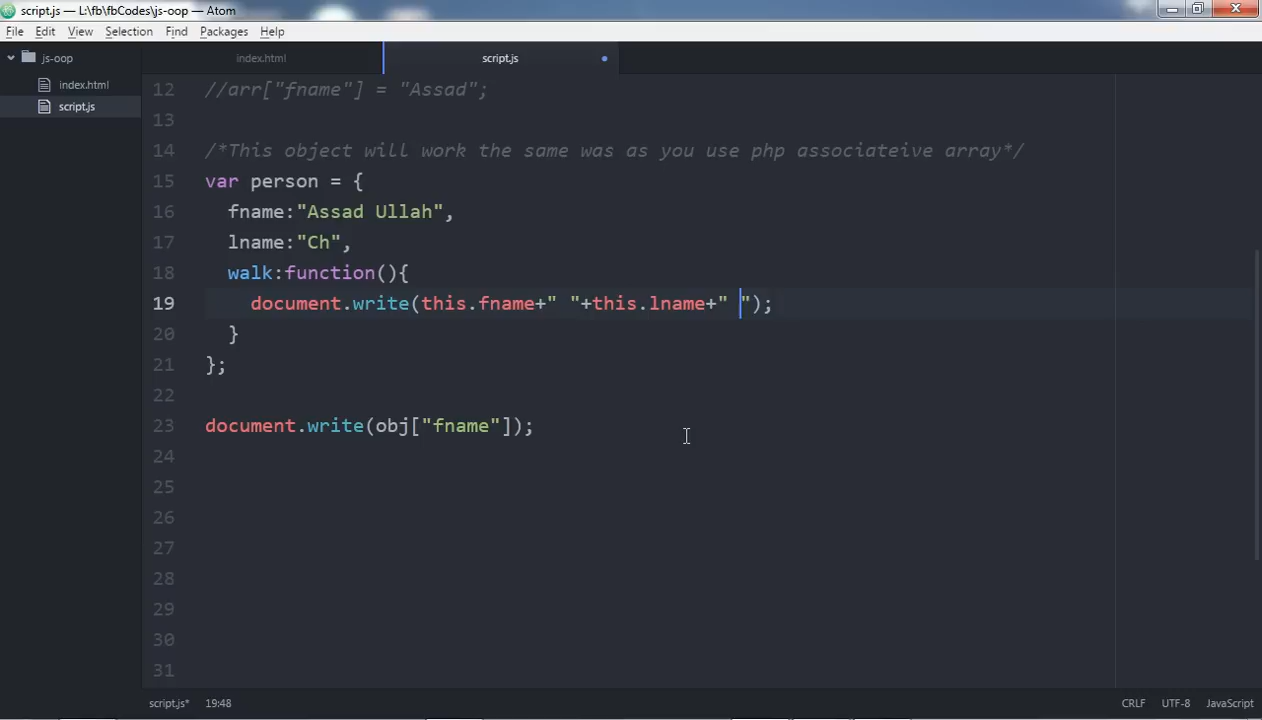 script.js — L:\fb\fbCodes\js-oop — Atom
File Edit View Selection Find Packages Help
js-oop
index.html
script.js
index.html
script.js
12 //arr["fname"] = "Assad";
13
14 /*This object will work the same was as you use php associateive array*/
15 var person = {
16 fname:"Assad Ullah",
17 lname:"Ch",
18 walk:function(){
19 document.write(this.fname+" "+this.lname+" ");
20 }
21 };
22
23 document.write(obj["fname"]);
24
25
26
27
28
29
30
31
script.js* 19:48 CRLF UTF-8 JavaScript